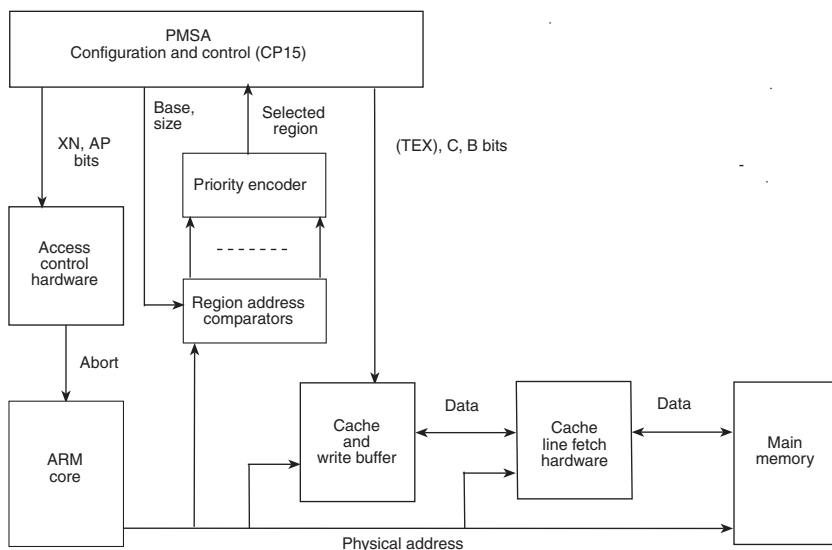 PMSA
Configuration and control (CP15)
Base,
size
Selected
region
XN, AP
bits
(TEX), C, B bits
Priority encoder
Access
control
hardware
Region address
comparators
Abort
Data
Data
Cache
and
write buffer
Cache
line fetch
hardware
Main
memory
ARM
core
Physical address